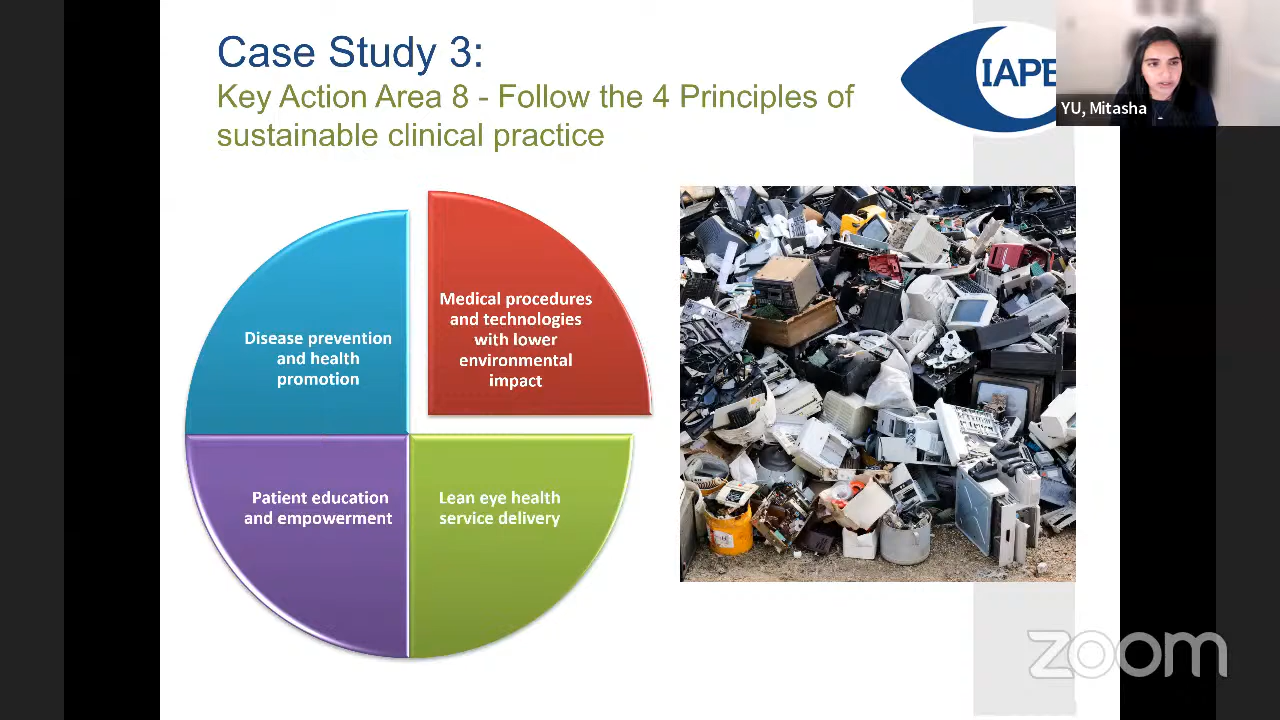 Case Study 3:
Key Action Area 8 - Follow the 4 Principles of
sustainable clinical practice
IAPB
YU, Mitasha
Disease prevention
and health
promotion
Medical procedures
and technologies
with lower
environmental
impact
Patient education
and empowerment
Lean eye health
service delivery
zoom